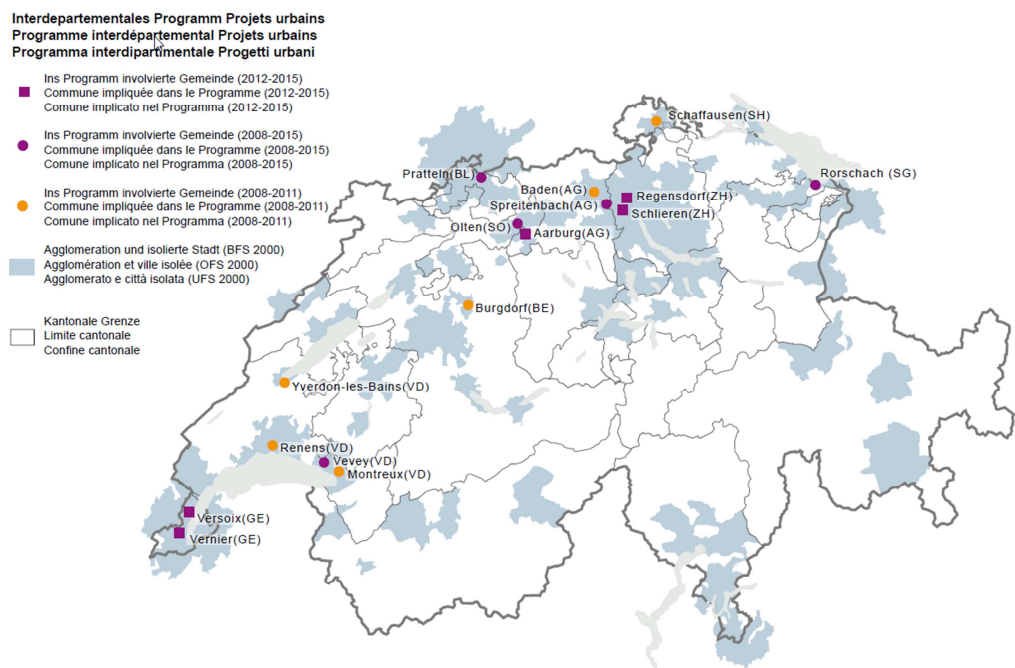 Interdepartementales Programm Projets urbains
Programme interdépartemental Projets urbains
Programma interdipartimentale Progetti urbani
Ins Programm involvierte Gemeinde (2012-2015)
Commune impliquée dans le Programme (2012-2015)
Comune implicato nel Programma (2012-2015)
Ins Programm involvierte Gemeinde (2008-2015)
Commune impliquée dans le Programme (2008-2015)
Comune implicato nel Programma (2008-2015)
Ins Programm involvierte Gemeinde (2008-2011)
Commune impliquée dans le Programme (2008-2011)
Comune implicato nel Programma (2008-2011)
Agglomeration und isolierte Stadt (BFS 2000)
Agglomération et ville isolée (OFS 2000)
Agglomerato e città isolata (UFS 2000)
Kantonale Grenze
Limite cantonale
Confine cantonale
Schaffausen(SH)
Pratteln(BL)
Rorschach (SG)
Baden(AG)
Regensdorf(ZH)
Spreitenbach(AG)
Schlieren(ZH)
Olten(SO)
Aarburg(AG)
Burgdorf(BE)
Yverdon-les-Bains(VD)
Renens(VD)
Vevey(VD)
Montreux(VD)
Versoix(GE)
Vernier(GE)